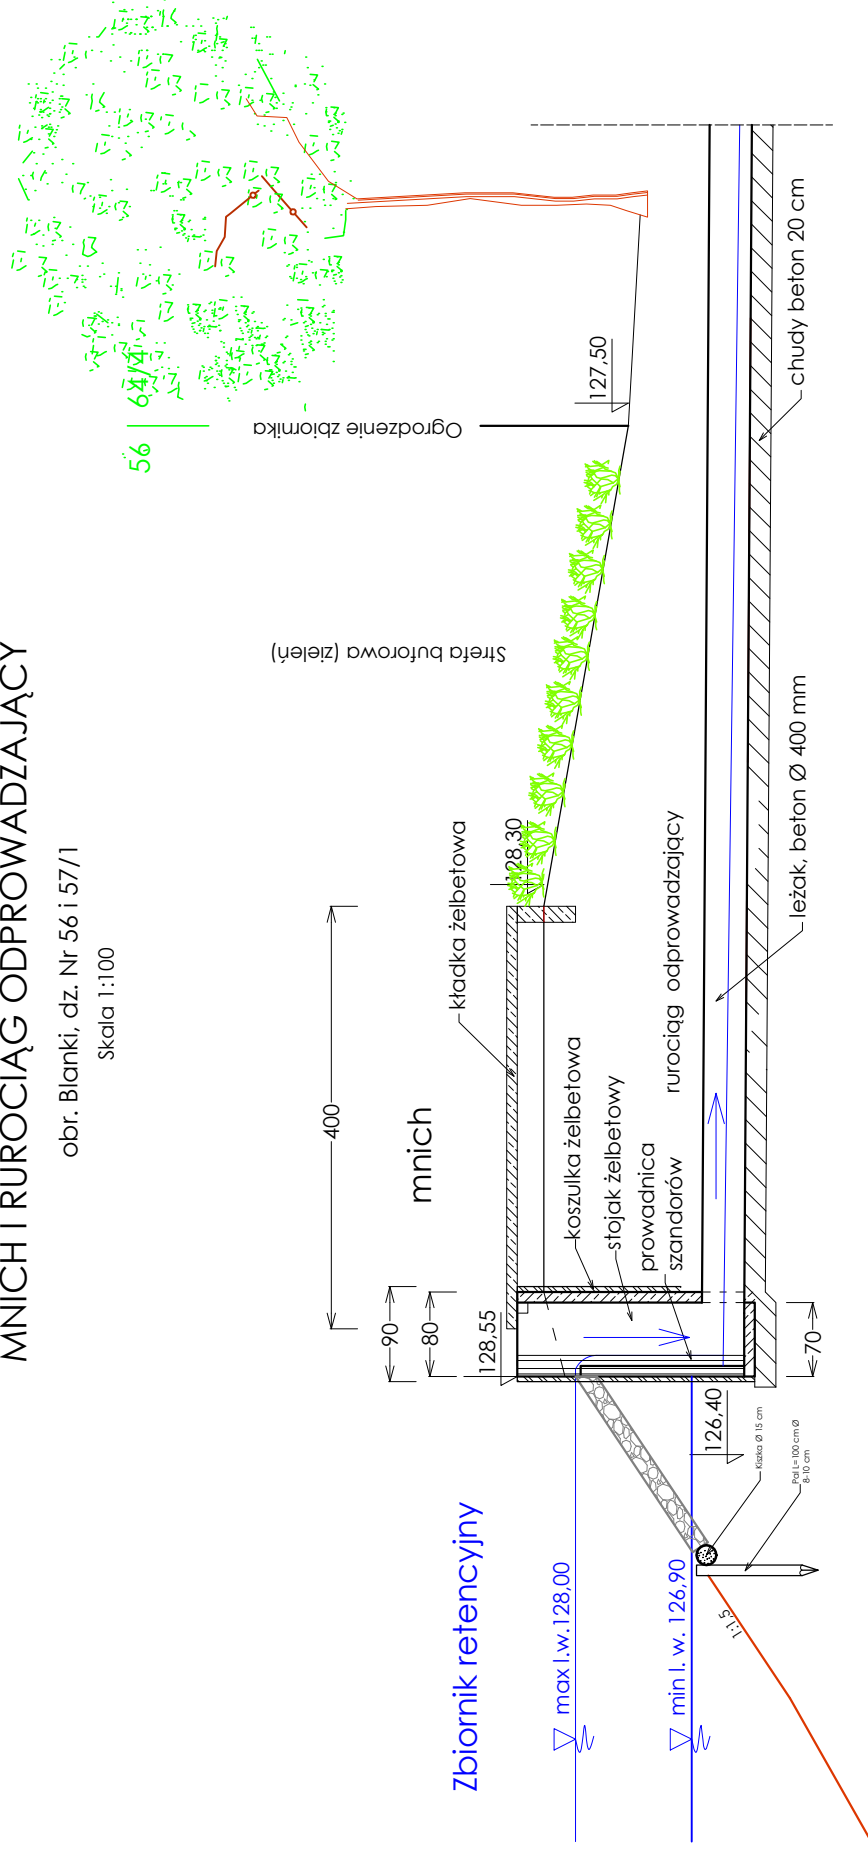 MNICH I RUROCIĄG ODPROWADZAJĄCY
obr. Blanki, dz. Nr 56 i 57/1
Skala 1:100
56
64/4
Ogrodzenie zbiornika
Strefa buforowa (zieleń)
400
mnich
90
80
128,55
kładka żelbetowa
128,30
127,50
koszulka żelbetowa
stojak żelbetowy
prowadnica
szandorów
rurociąg odprowadzający
leżak, beton Ø 400 mm
chudy beton 20 cm
70
126,40
Zbiornik retencyjny
max l.w.128,00
min l. w. 126,90
1:1,5
Kiszka Ø 15 cm
Pal L=100 cm Ø
8-10 cm